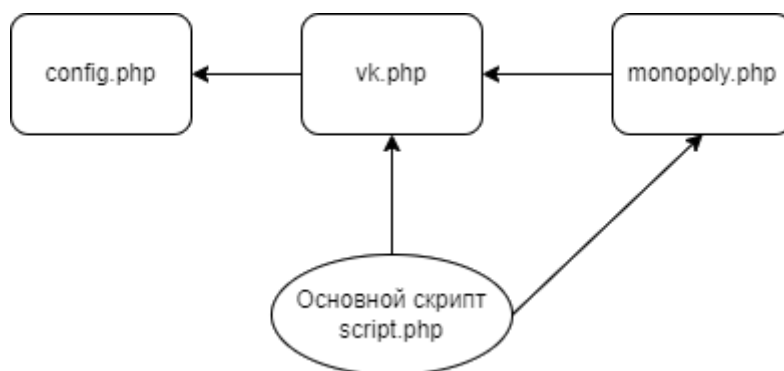 config.php
vk.php
monopoly.php
Основной скрипт
script.php